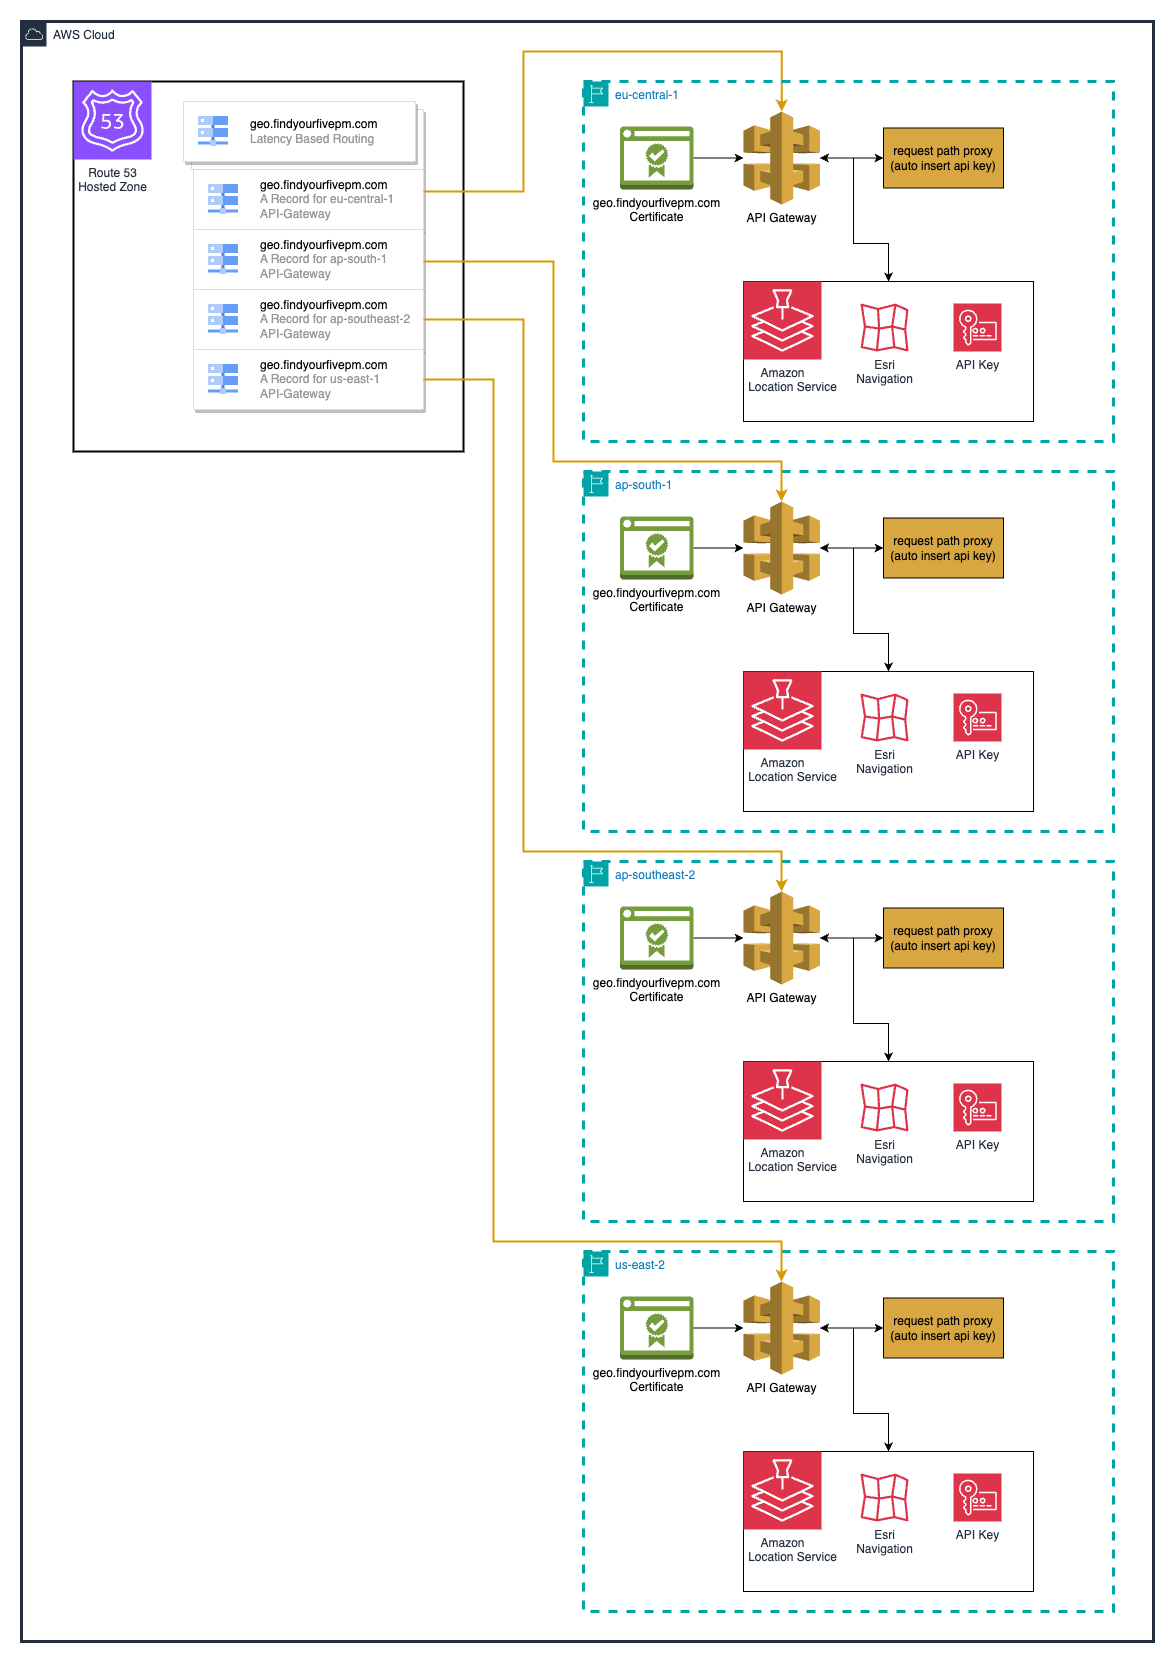 AWS Cloud
53
Route 53
Hosted Zone
geo.findyourfivepm.com
Latency Based Routing
geo.findyourfivepm.com
A Record for eu-central-1
API-Gateway
geo.findyourfivepm.com
A Record for ap-south-1
API-Gateway
geo.findyourfivepm.com
A Record for ap-southeast-2
API-Gateway
geo.findyourfivepm.com
A Record for us-east-1
API-Gateway
eu-central-1
geo.findyourfivepm.com
Certificate
API Gateway
request path proxy
(auto insert api key)
Amazon
Location Service
Esri
Navigation
API Key
ap-south-1
geo.findyourfivepm.com
Certificate
API Gateway
request path proxy
(auto insert api key)
Amazon
Location Service
Esri
Navigation
API Key
ap-southeast-2
geo.findyourfivepm.com
Certificate
API Gateway
request path proxy
(auto insert api key)
Amazon
Location Service
Esri
Navigation
API Key
us-east-2
geo.findyourfivepm.com
Certificate
API Gateway
request path proxy
(auto insert api key)
Amazon
Location Service
Esri
Navigation
API Key